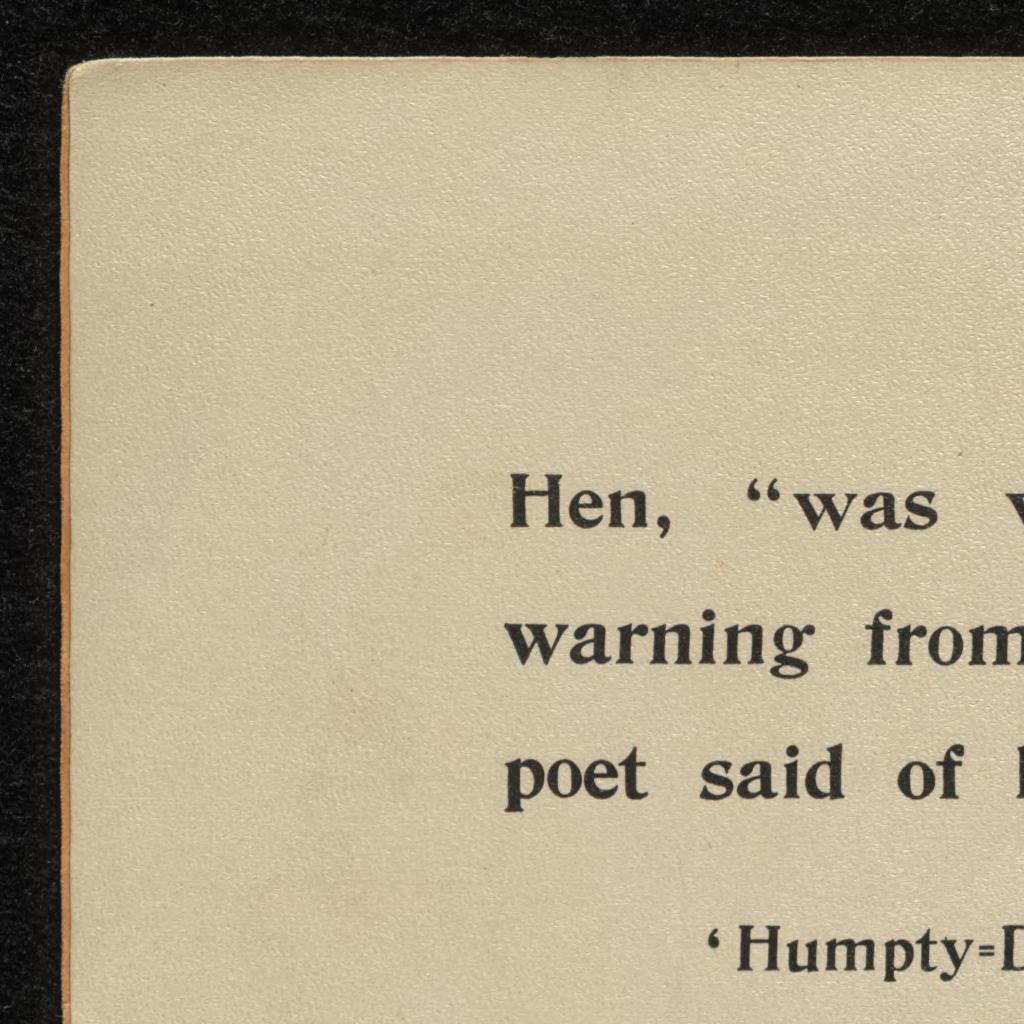 Hen, “was
warning from
poet said of
‘Humpty=D